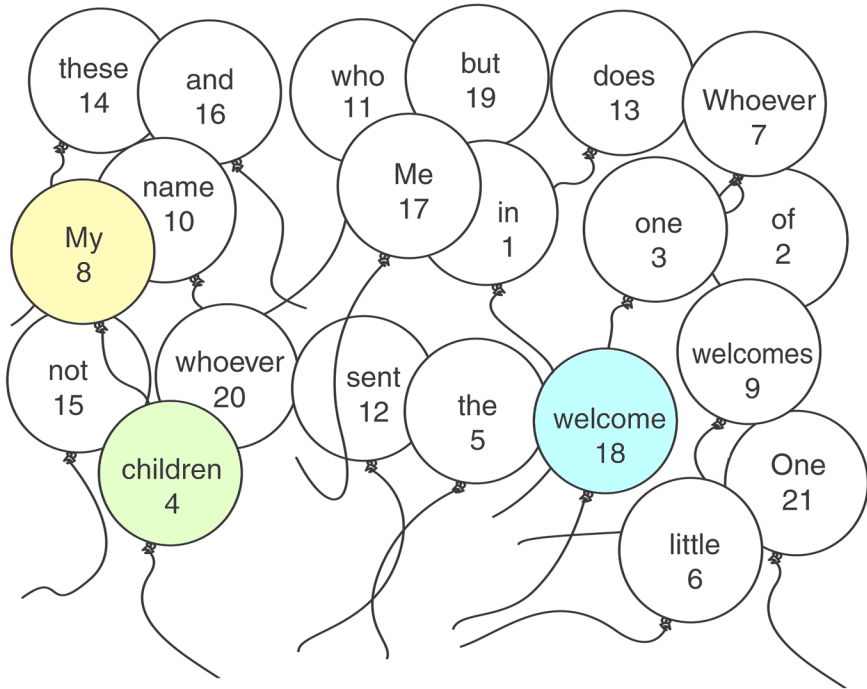 these
14
and
16
who
11
but
19
does
13
Whoever
7
name
10
Me
17
in
1
one
3
of
2
My
8
not
15
whoever
20
sent
12
the
5
welcomes
9
welcome
18
children
4
One
21
little
6